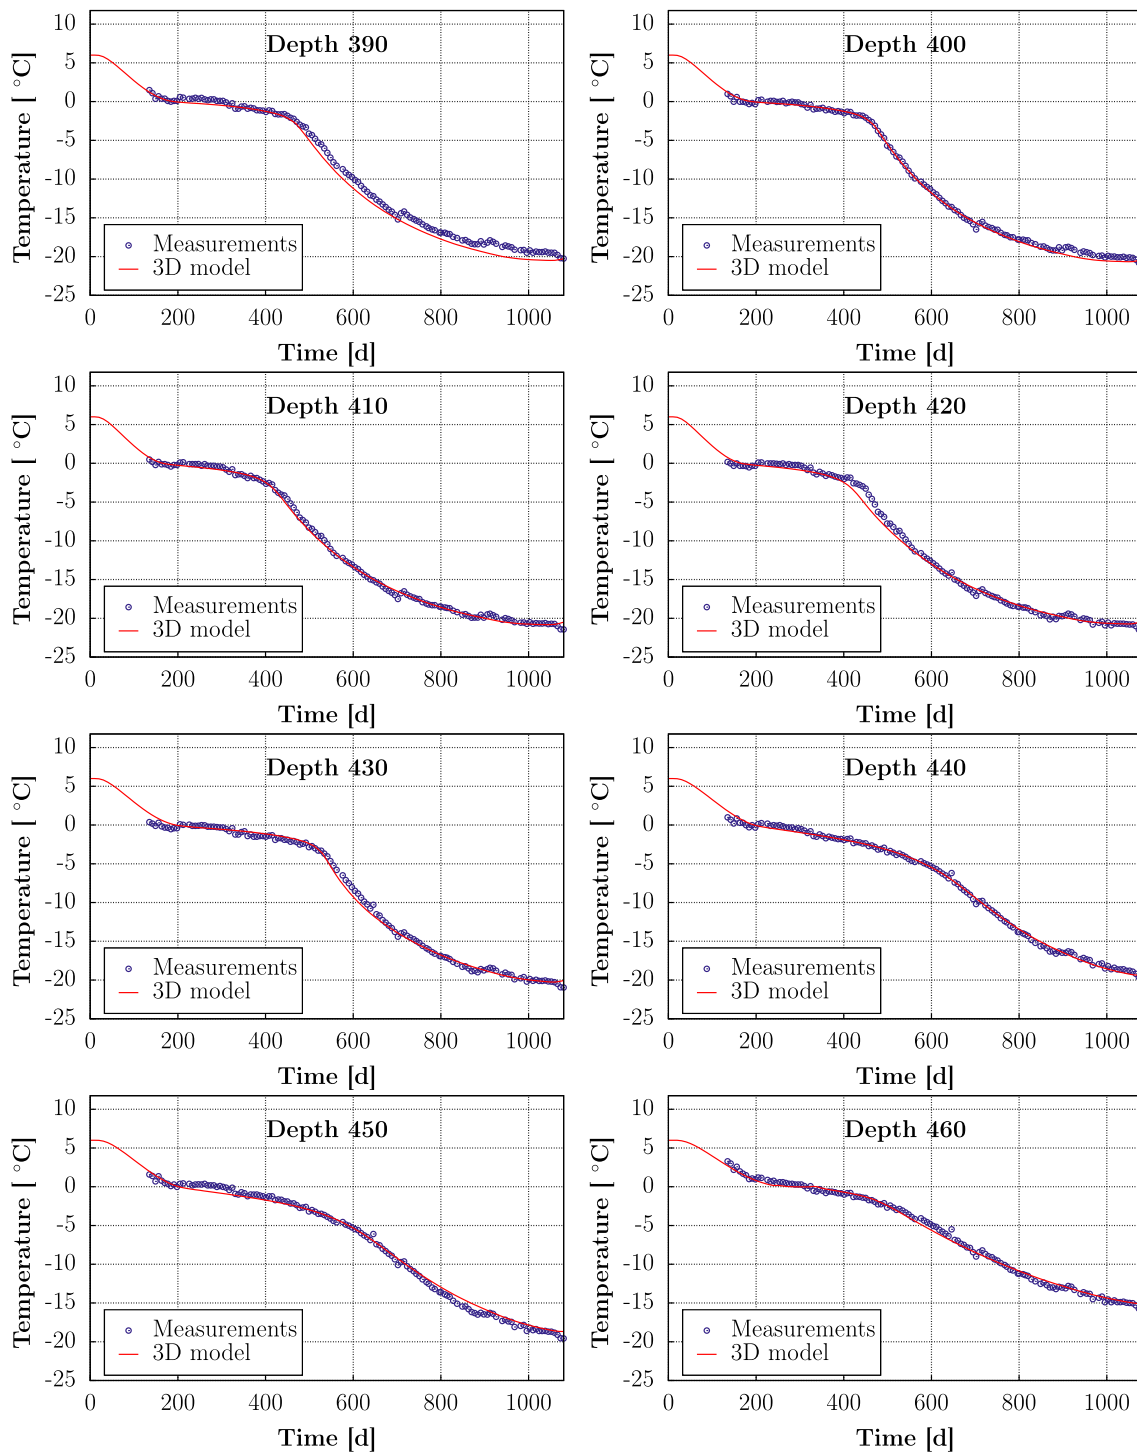 Depth 390
Temperature [ °C]
10
5
0
-5
-10
-15
-20
-25
Measurements
3D model
0 200 400 600 800 1000
Time [d]
Depth 400
Temperature [ °C]
10
5
0
-5
-10
-15
-20
-25
Measurements
3D model
0 200 400 600 800 1000
Time [d]
Depth 410
Temperature [ °C]
10
5
0
-5
-10
-15
-20
-25
Measurements
3D model
0 200 400 600 800 1000
Time [d]
Depth 420
Temperature [ °C]
10
5
0
-5
-10
-15
-20
-25
Measurements
3D model
0 200 400 600 800 1000
Time [d]
Depth 430
Temperature [ °C]
10
5
0
-5
-10
-15
-20
-25
Measurements
3D model
0 200 400 600 800 1000
Time [d]
Depth 440
Temperature [ °C]
10
5
0
-5
-10
-15
-20
-25
Measurements
3D model
0 200 400 600 800 1000
Time [d]
Depth 450
Temperature [ °C]
10
5
0
-5
-10
-15
-20
-25
Measurements
3D model
0 200 400 600 800 1000
Time [d]
Depth 460
Temperature [ °C]
10
5
0
-5
-10
-15
-20
-25
Measurements
3D model
0 200 400 600 800 1000
Time [d]